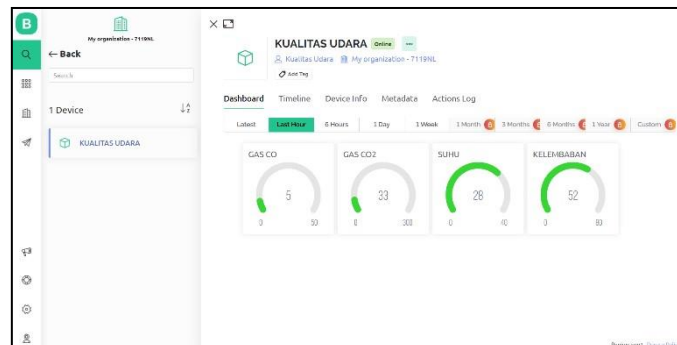 B
My organization - 7119NL
← Back
Search
1 Device
KUALITAS UDARA
KUALITAS UDARA Online ...
Kualitas Udara My organization - 7119NL
Add Tag
Dashboard Timeline Device Info Metadata Actions Log
Latest Last Hour 6 Hours 1 Day 1 Week 1 Month 3 Months 6 Months 1 Year Custom
GAS CO GAS CO2 SUHU KELEMBABAN
5 33 28 52
0 50 0 300 0 40 0 80